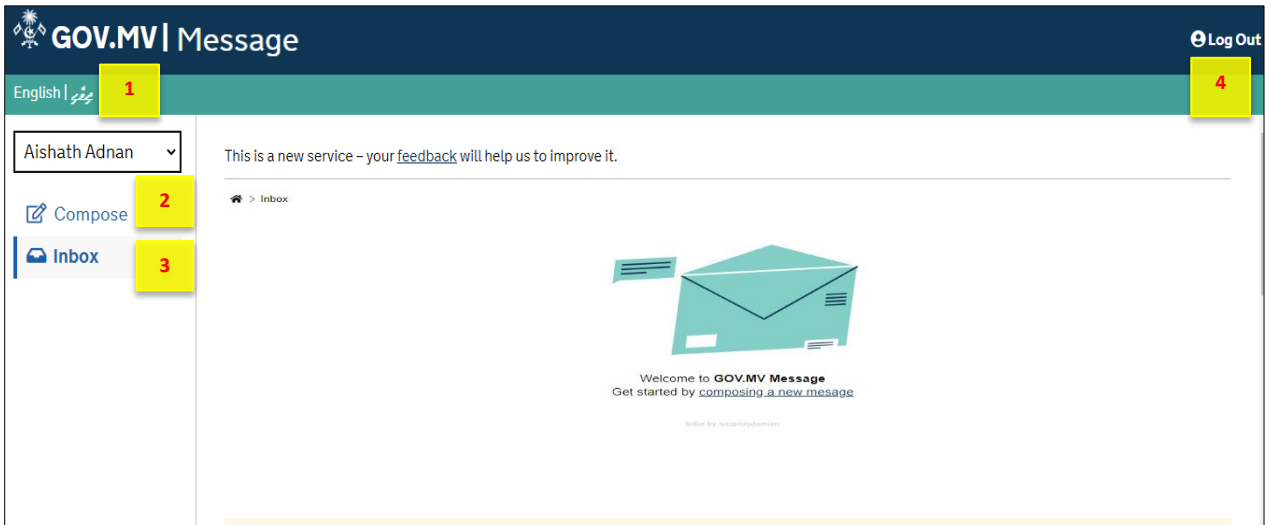 GOV.MV | Message
Log Out
English | ދިވެހި
1
4
Aishath Adnan
This is a new service – your feedback will help us to improve it.
Compose
2
> Inbox
Inbox
3
Welcome to GOV.MV Message
Get started by composing a new mesage
lottie by